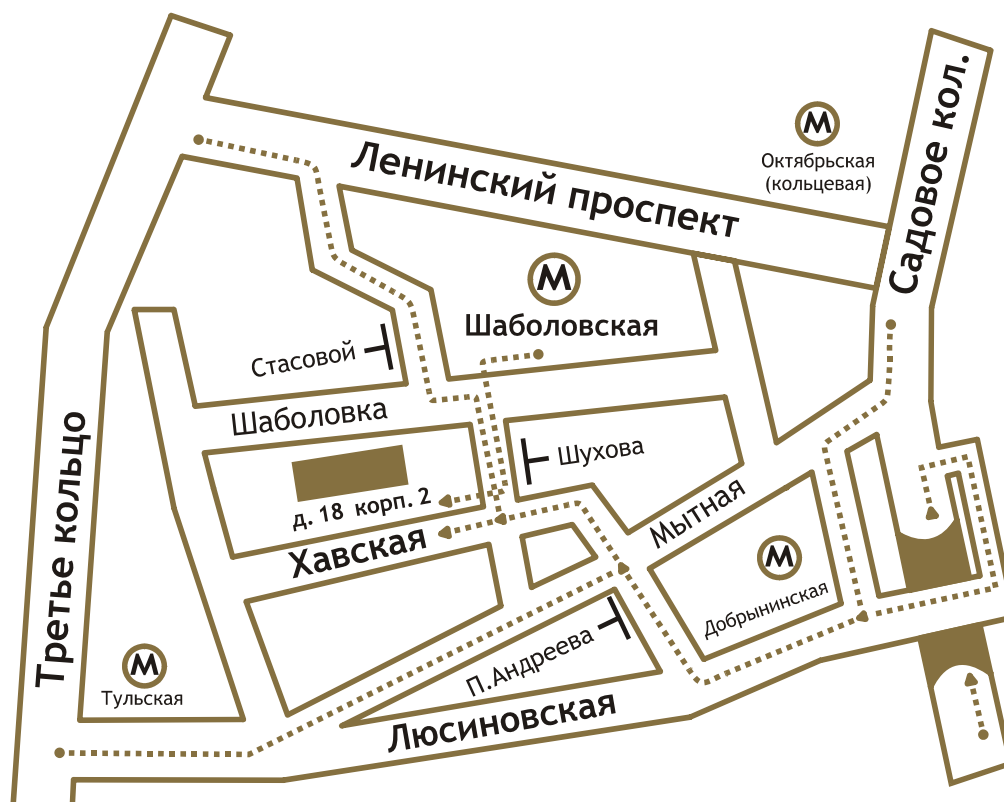 М
Октябрьская
(кольцевая)
Садовое кол.
Ленинский проспект
М
Шаболовская
Стасовой
Шаболовка
Шухова
д. 18 корп. 2
Хавская
Мытная
М
Добрынинская
Третье кольцо
М
Тульская
П.Андреева
Люсиновская